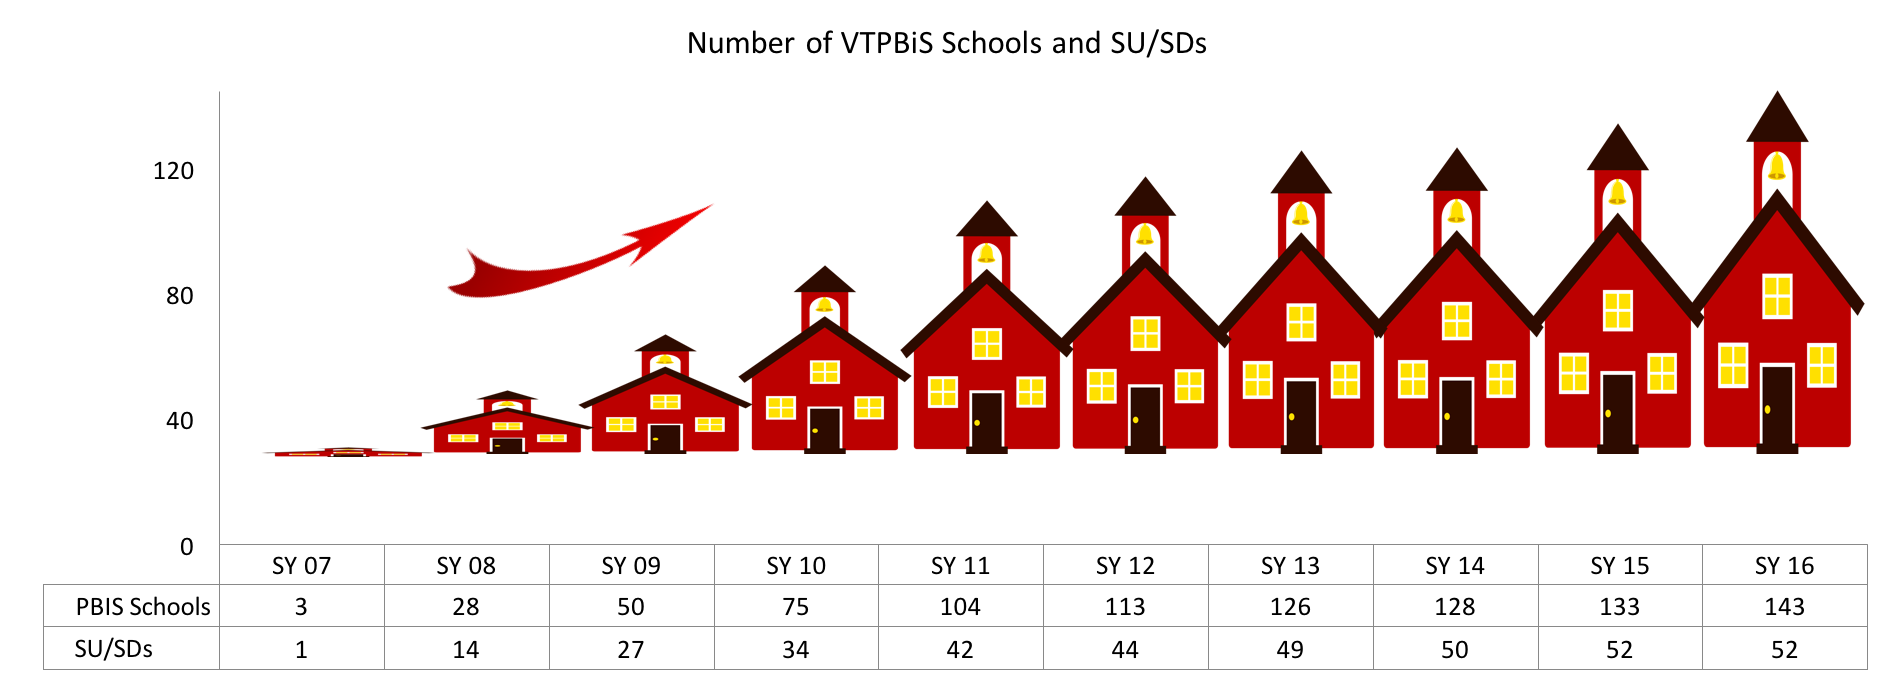 Number of VTPBiS Schools and SU/SDs
120
80
40
0
SY 07 SY 08 SY 09 SY 10 SY 11 SY 12 SY 13 SY 14 SY 15 SY 16
PBIS Schools 3 28 50 75 104 113 126 128 133 143
SU/SDs 1 14 27 34 42 44 49 50 52 52